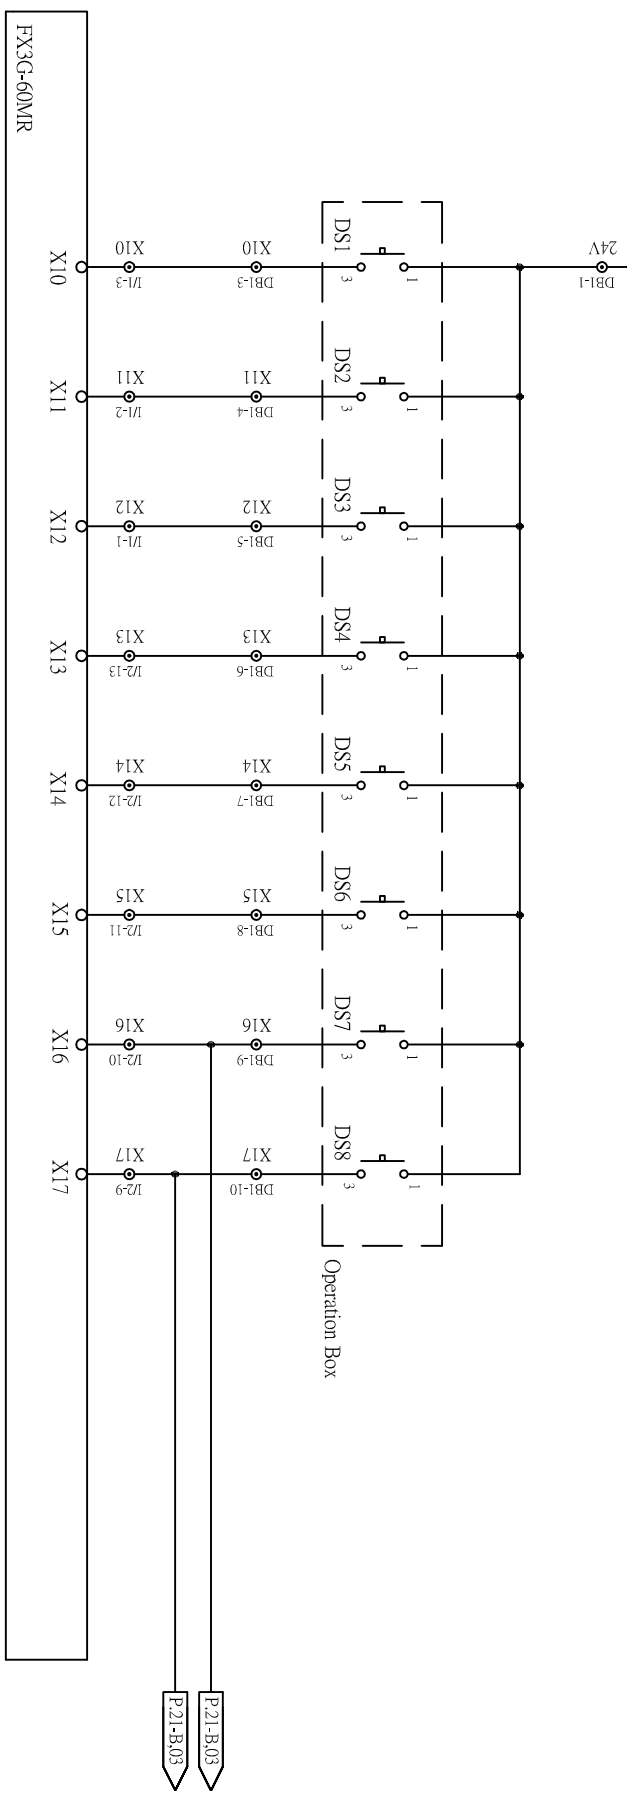 FX3G-60MR
24V
DB1-1
X10
X10
I/1-3
X10
DB1-3
DS1
3
1
X11
X11
I/1-2
X11
DB1-4
DS2
3
1
X12
X12
I/1-1
X12
DB1-5
DS3
3
1
X13
X13
I/2-13
X13
DB1-6
DS4
3
1
X14
X14
I/2-12
X14
DB1-7
DS5
3
1
X15
X15
I/2-11
X15
DB1-8
DS6
3
1
X16
X16
I/2-10
X16
DB1-9
DS7
3
1
X17
X17
I/2-9
X17
DB1-10
DS8
3
1
Operation Box
P.21-B,03
P.21-B,03